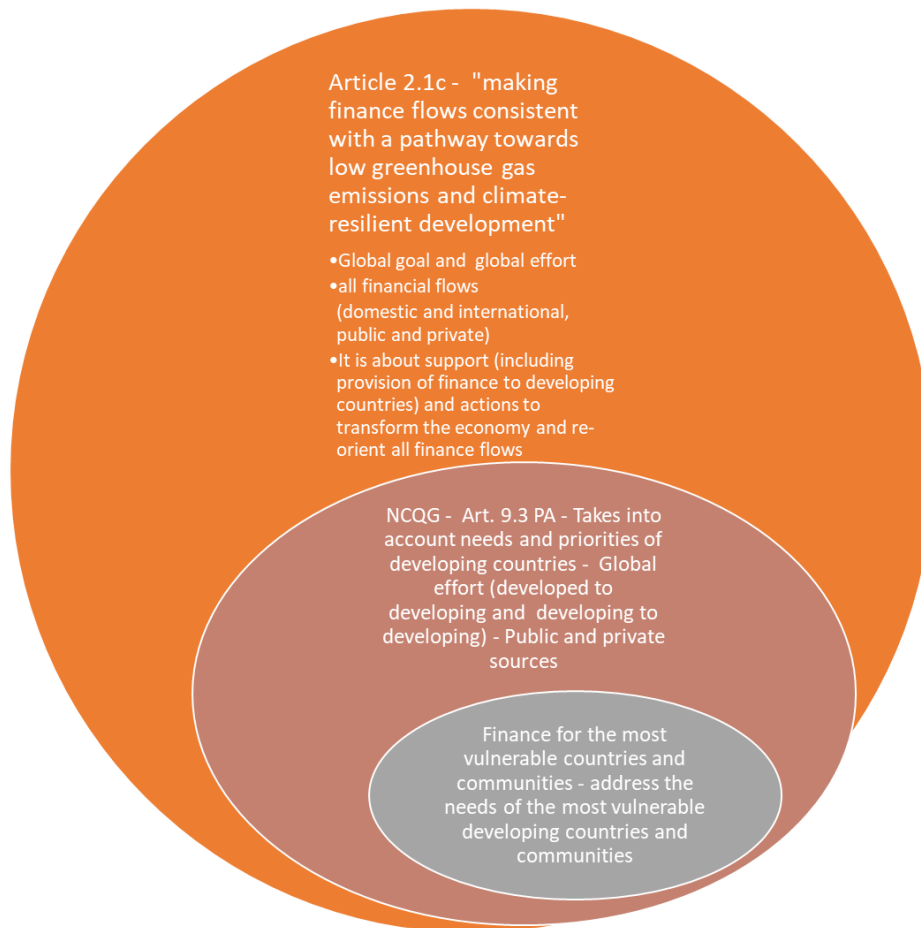 Article 2.1c - "making
finance flows consistent
with a pathway towards
low greenhouse gas
emissions and climate-
resilient development"
•Global goal and global effort
•all financial flows
(domestic and international,
public and private)
•It is about support (including
provision of finance to developing
countries) and actions to
transform the economy and re-
orient all finance flows
NCQG - Art. 9.3 PA - Takes into
account needs and priorities of
developing countries - Global
effort (developed to
developing and developing to
developing) - Public and private
sources
Finance for the most
vulnerable countries and
communities - address the
needs of the most vulnerable
developing countries and
communities